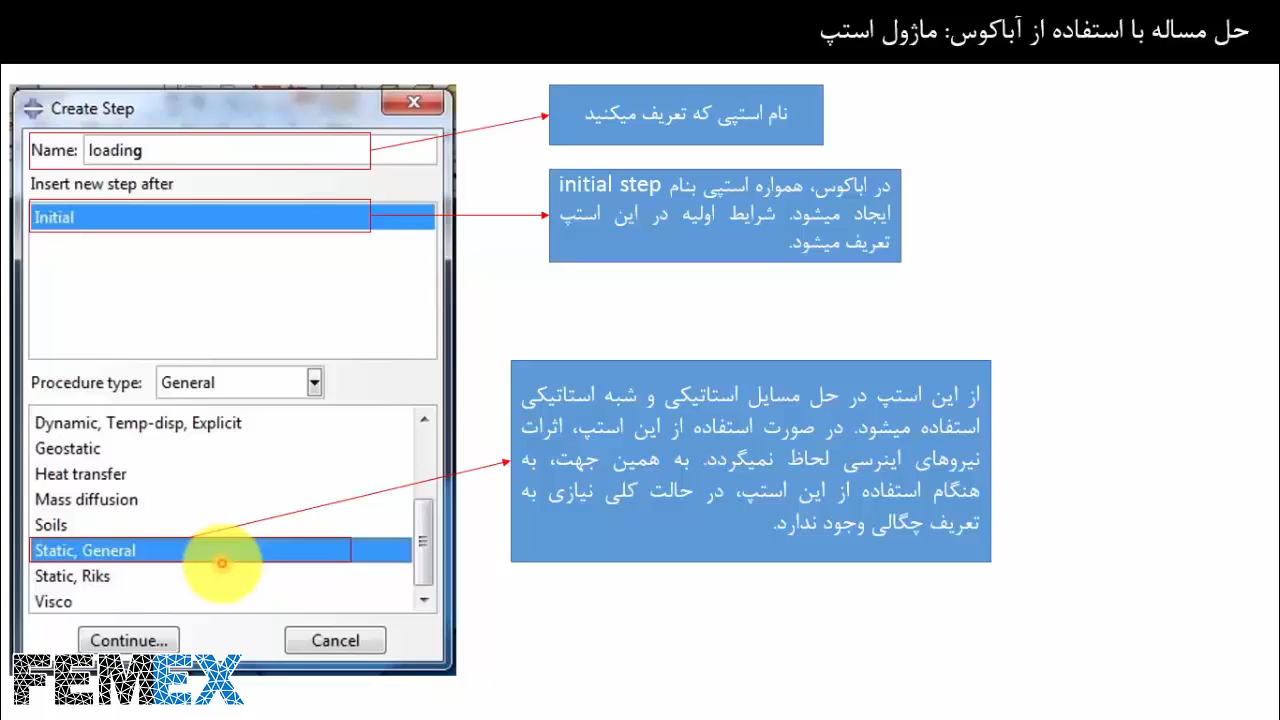 حل مساله با استفاده از آباکوس: ماژول استپ
Create Step
Name: loading
Insert new step after
Initial
Procedure type: General
Dynamic, Temp-disp, Explicit
Geostatic
Heat transfer
Mass diffusion
Soils
Static, General
Static, Riks
Visco
Continue...
Cancel
نام استپی که تعریف میکنید
در اباکوس، همواره استپی بنام initial step
ایجاد میشود. شرایط اولیه در این استپ
تعریف میشود.
از این استپ در حل مسایل استاتیکی و شبه استاتیکی
استفاده میشود. در صورت استفاده از این استپ، اثرات
نیروهای اینرسی لحاظ نمیگردد. به همین جهت، به
هنگام استفاده از این استپ، در حالت کلی نیازی به
تعریف چگالی وجود ندارد.
FEMEX